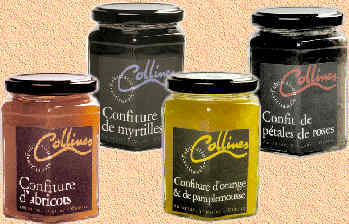 Collines
Confiture
de myrtilles
Collines
Confit de
pétales de roses
Collines
Confiture
d'abricots
Collines
Confiture d'orange
& de pamplemousse